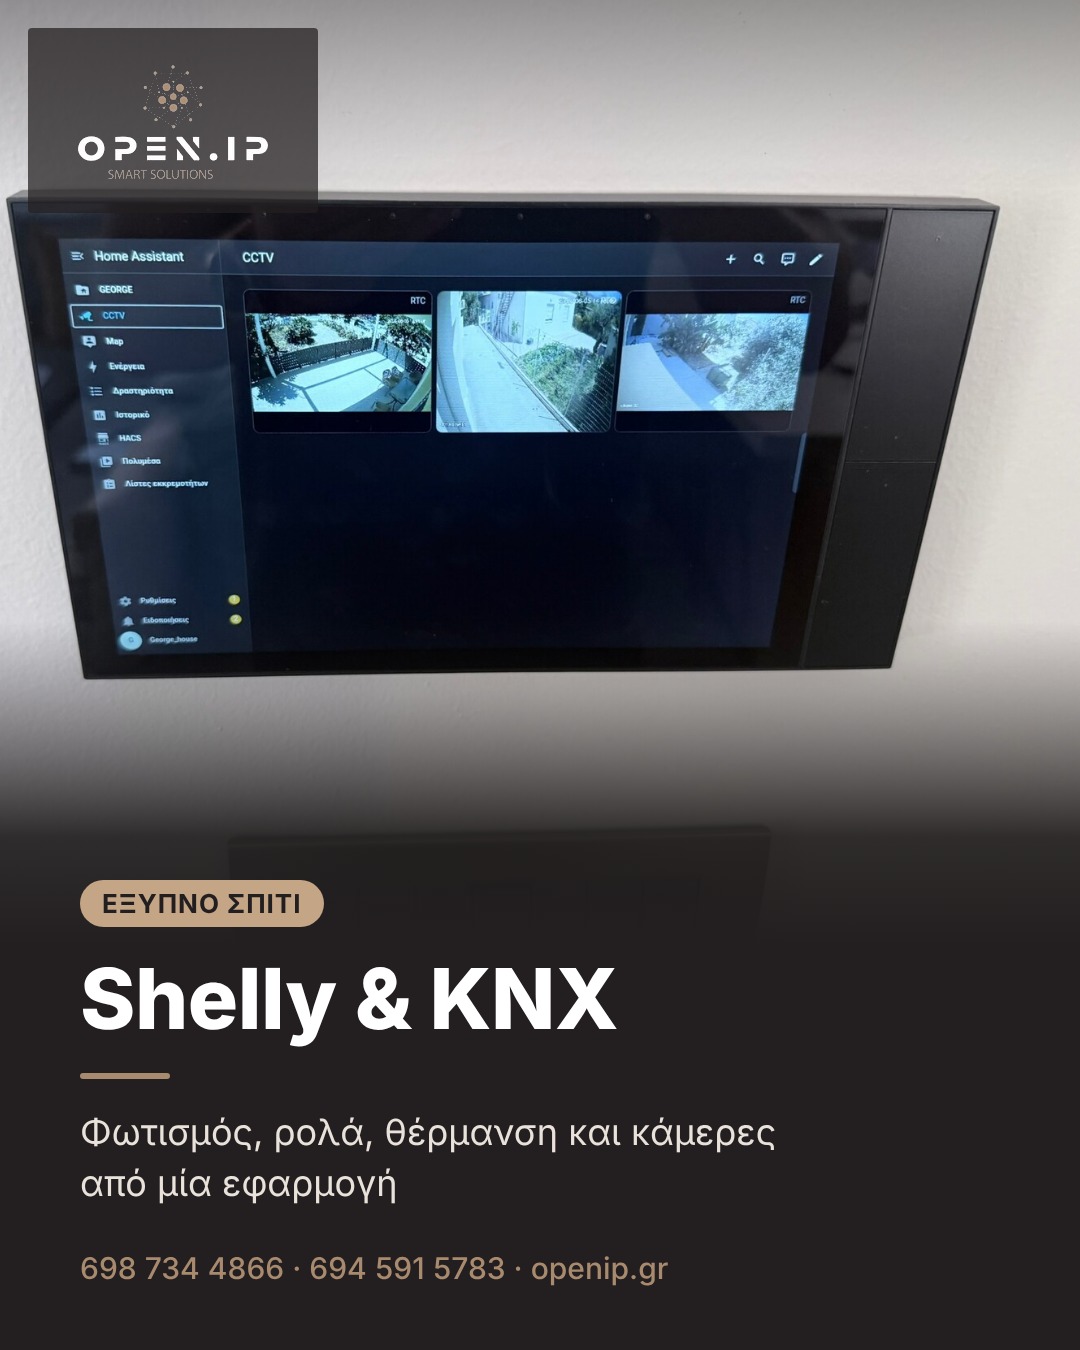 OPEN.IP
SMART SOLUTIONS
Home Assistant
CCTV
GEORGE
CCTV
Map
Ενέργεια
Δραστηριότητα
Ιστορικό
HACS
Πολυμέσα
Λίστες εκκρεμοτήτων
Ρυθμίσεις
Ειδοποιήσεις
George_house
RTC
RTC
ΕΞΥΠΝΟ ΣΠΙΤΙ
Shelly & KNX
Φωτισμός, ρολά, θέρμανση και κάμερες
από μία εφαρμογή
698 734 4866 · 694 591 5783 · openip.gr